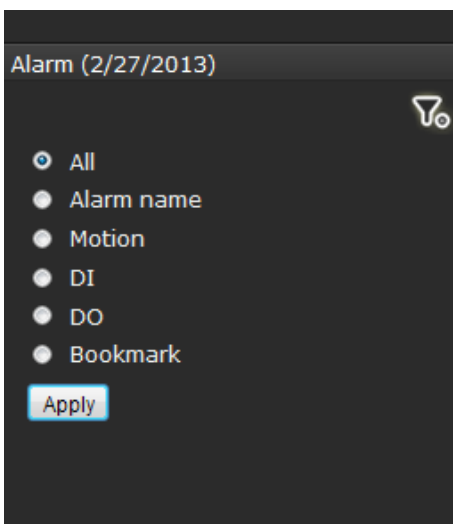 Alarm (2/27/2013)
All
Alarm name
Motion
DI
DO
Bookmark
Apply